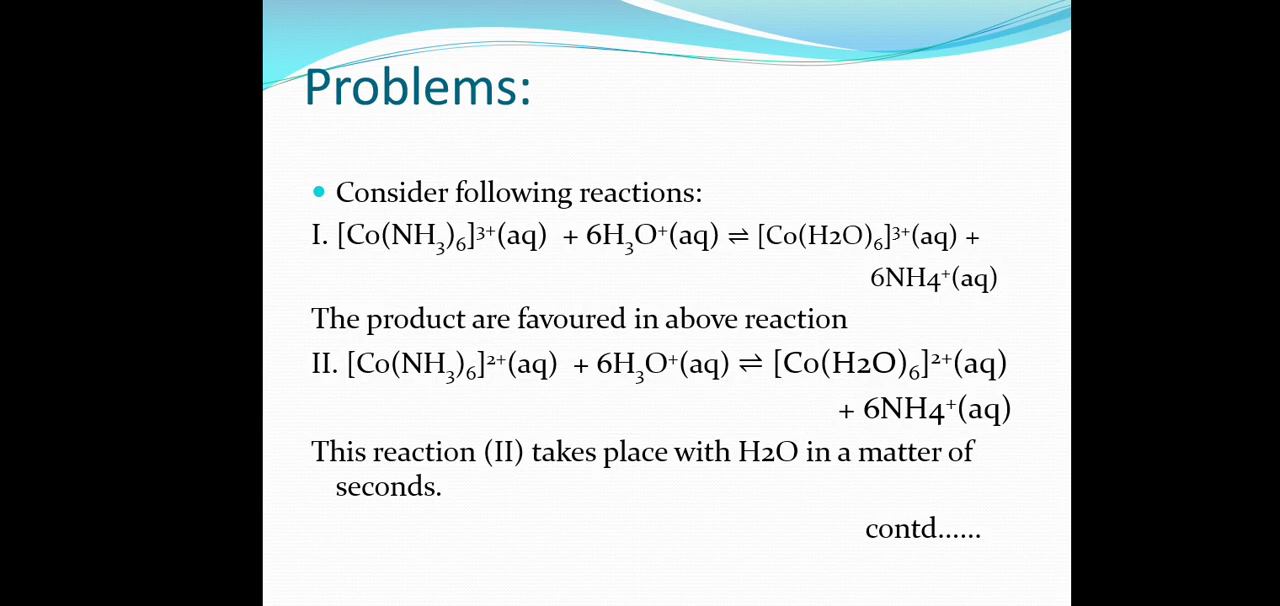 Problems:
Consider following reactions:
I. [Co(NH₃)₆]³⁺(aq) + 6H₃O⁺(aq) ⇌ [Co(H2O)₆]³⁺(aq) +
6NH4⁺(aq)
The product are favoured in above reaction
II. [Co(NH₃)₆]²⁺(aq) + 6H₃O⁺(aq) ⇌ [Co(H2O)₆]²⁺(aq)
+ 6NH4⁺(aq)
This reaction (II) takes place with H2O in a matter of
seconds.
contd......